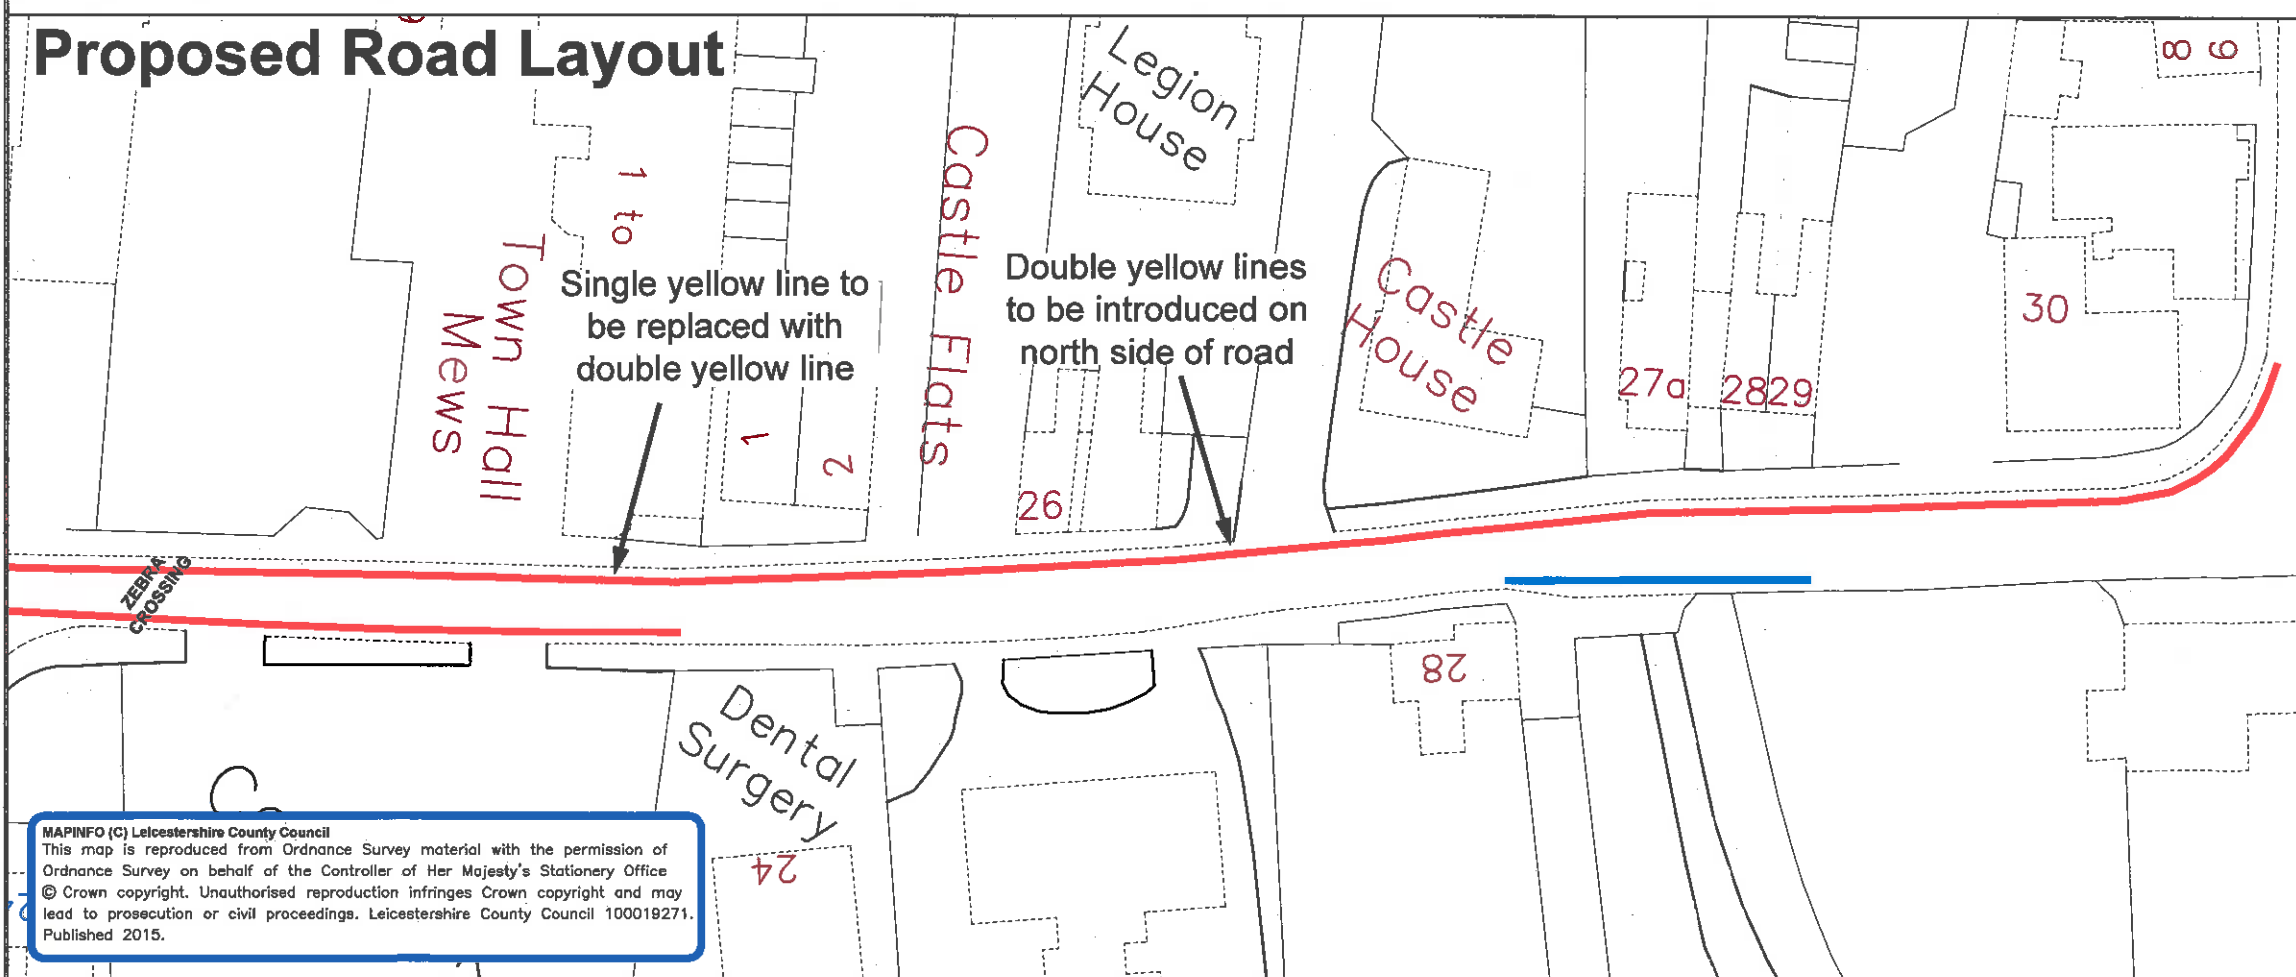 Proposed Road Layout
9
Legion
House
8 9
1 to
Town Hall
Mews
Castle Flats
Single yellow line to
be replaced with
double yellow line
Double yellow lines
to be introduced on
north side of road
Castle
House
30
27a
28
29
1
2
26
ZEBRA
CROSSING
28
Dental
Surgery
24
MAPINFO (C) Leicestershire County Council
This map is reproduced from Ordnance Survey material with the permission of
Ordnance Survey on behalf of the Controller of Her Majesty's Stationery Office
© Crown copyright. Unauthorised reproduction infringes Crown copyright and may
lead to prosecution or civil proceedings. Leicestershire County Council 100019271.
Published 2015.